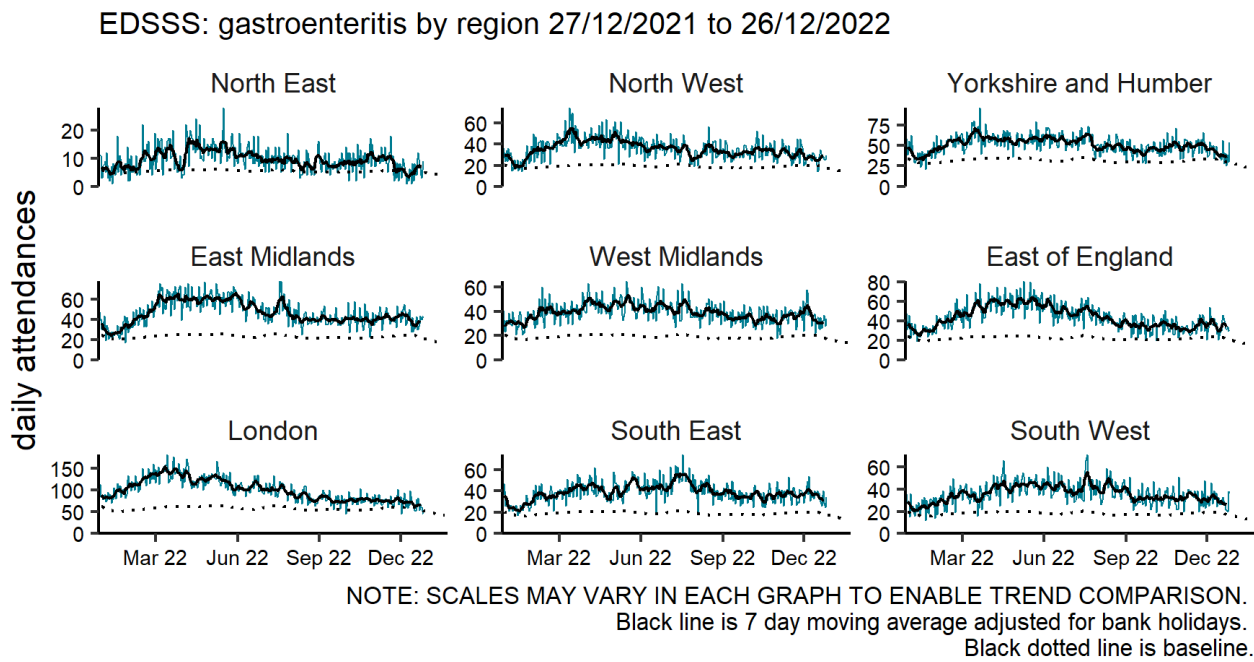 EDSSS: gastroenteritis by region 27/12/2021 to 26/12/2022
daily attendances
North East
20
10
0
North West
60
40
20
0
Yorkshire and Humber
75
50
25
0
East Midlands
60
40
20
0
West Midlands
60
40
20
0
East of England
80
60
40
20
0
London
150
100
50
0
South East
60
40
20
0
South West
60
40
20
0
Mar 22 Jun 22 Sep 22 Dec 22 Mar 22 Jun 22 Sep 22 Dec 22 Mar 22 Jun 22 Sep 22 Dec 22
NOTE: SCALES MAY VARY IN EACH GRAPH TO ENABLE TREND COMPARISON.
Black line is 7 day moving average adjusted for bank holidays.
Black dotted line is baseline.